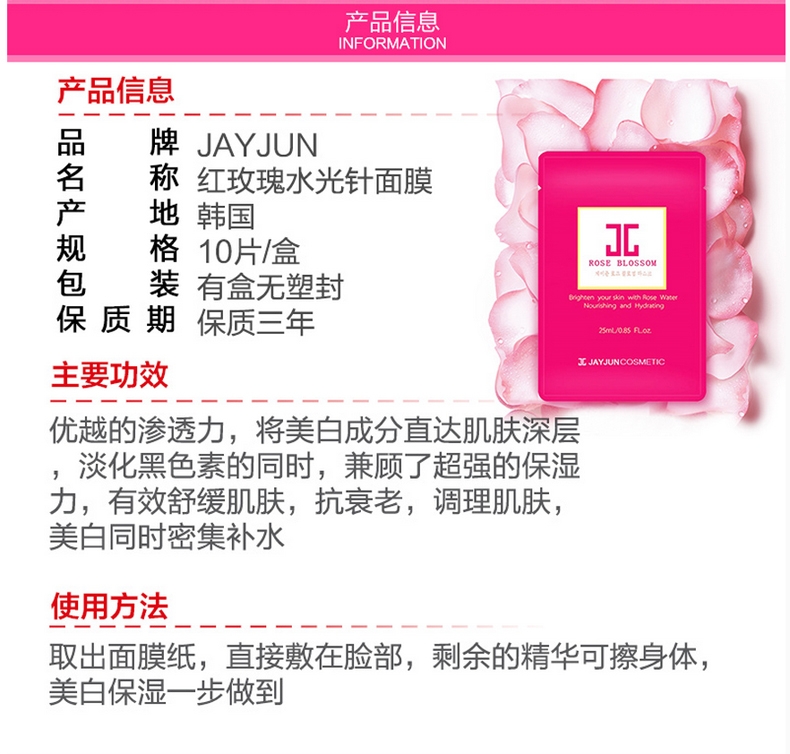 产品信息
INFORMATION
产品信息
品牌 JAYJUN
名称 红玫瑰水光针面膜
产地 韩国
规格 10片/盒
包装 有盒无塑封
保质期 保质三年
ROSE BLOSSOM
Brighten your skin with Rose Water
Nourishing and Hydrating
25mL/0.85 FL.oz.
JAYJUN COSMETIC
主要功效
优越的渗透力，将美白成分直达肌肤深层
，淡化黑色素的同时，兼顾了超强的保湿
力，有效舒缓肌肤，抗衰老，调理肌肤，
美白同时密集补水
使用方法
取出面膜纸，直接敷在脸部，剩余的精华可擦身体，
美白保湿一步做到